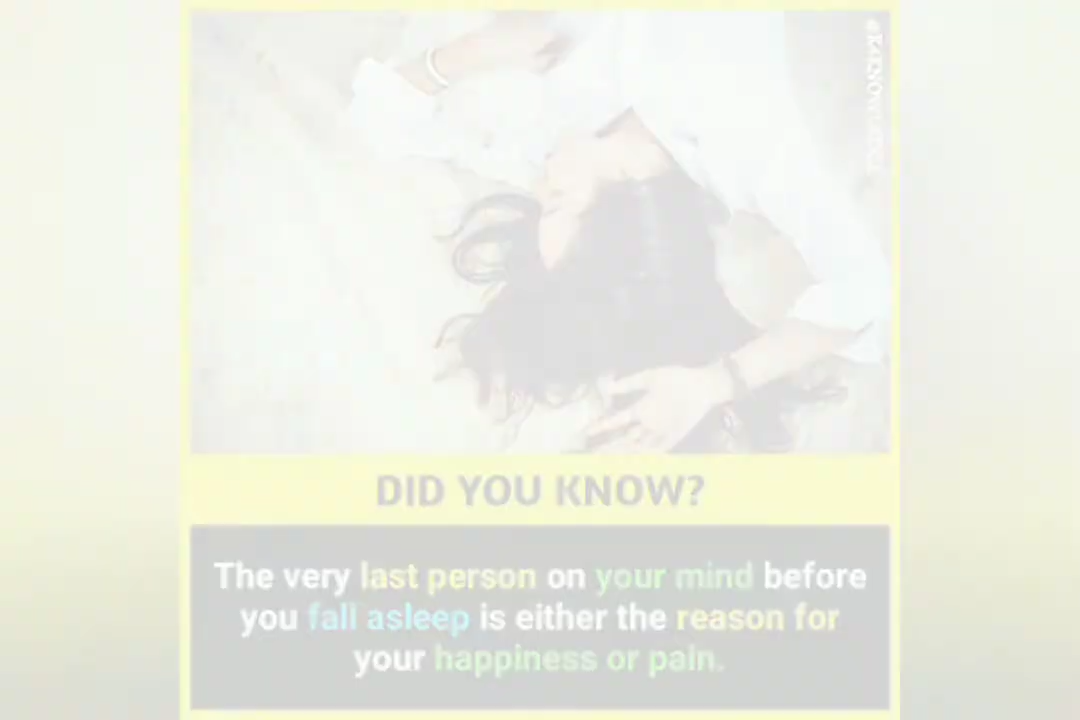 DID YOU KNOW?
The very last person on your mind before
you fall asleep is either the reason for
your happiness or pain.